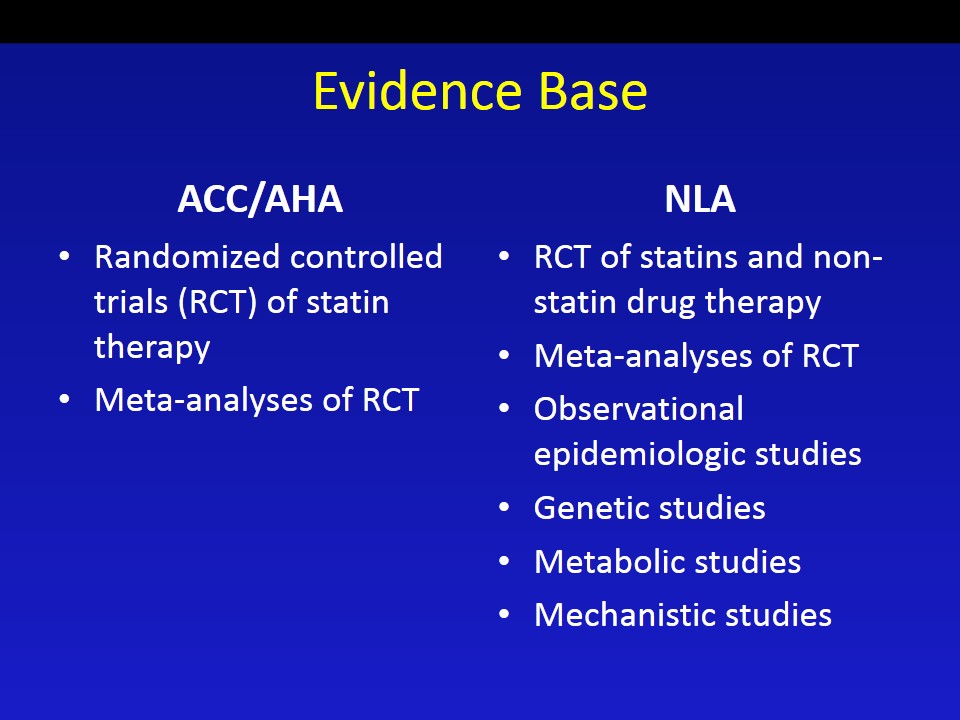 Evidence Base
ACC/AHA
• Randomized controlled
trials (RCT) of statin
therapy
• Meta-analyses of RCT
NLA
• RCT of statins and non-
statin drug therapy
• Meta-analyses of RCT
• Observational
epidemiologic studies
• Genetic studies
• Metabolic studies
• Mechanistic studies